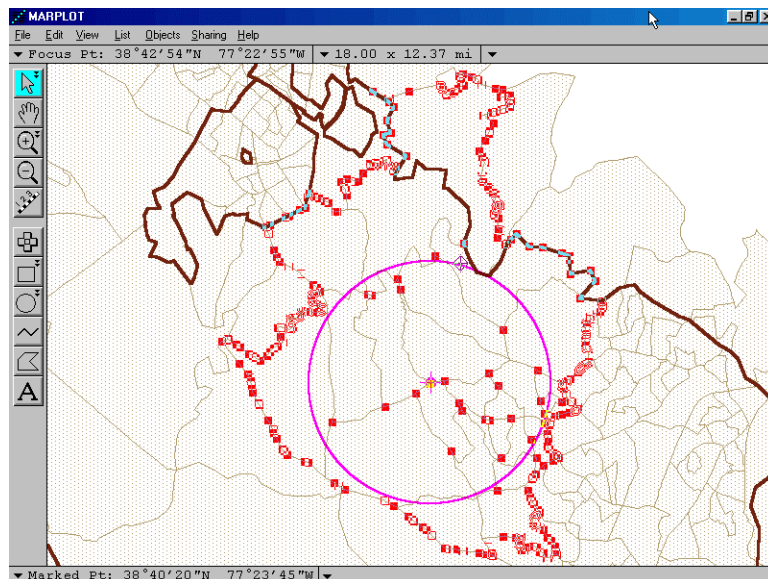 MARPLOT
File Edit View List Objects Sharing Help
Focus Pt: 38°42'54"N 77°22'55"W 18.00 x 12.37 mi
A
Marked Pt: 38°40'20"N 77°23'45"W